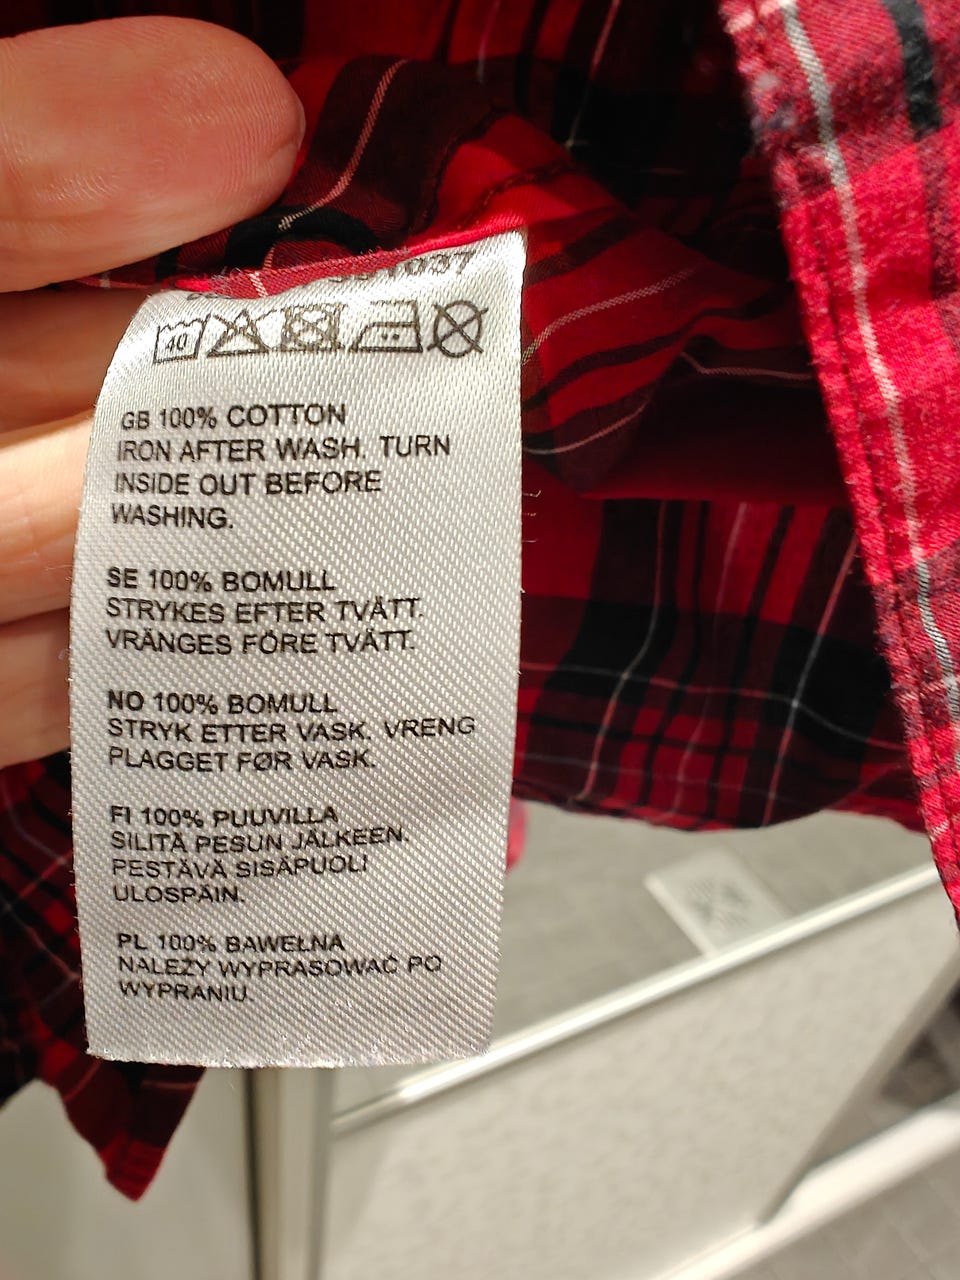 40
GB 100% COTTON
IRON AFTER WASH. TURN
INSIDE OUT BEFORE
WASHING.
SE 100% BOMULL
STRYKES EFTER TVÄTT.
VRÄNGES FÖRE TVÄTT.
NO 100% BOMULL
STRYK ETTER VASK. VRENG
PLAGGET FØR VASK.
FI 100% PUUVILLA
SILITÄ PESUN JÄLKEEN.
PESTÄVÄ SISÄPUOLI
ULOSPÄIN.
PL 100% BAWEŁNA
NALEŻY WYPRASOWAĆ PO
WYPRANIU.